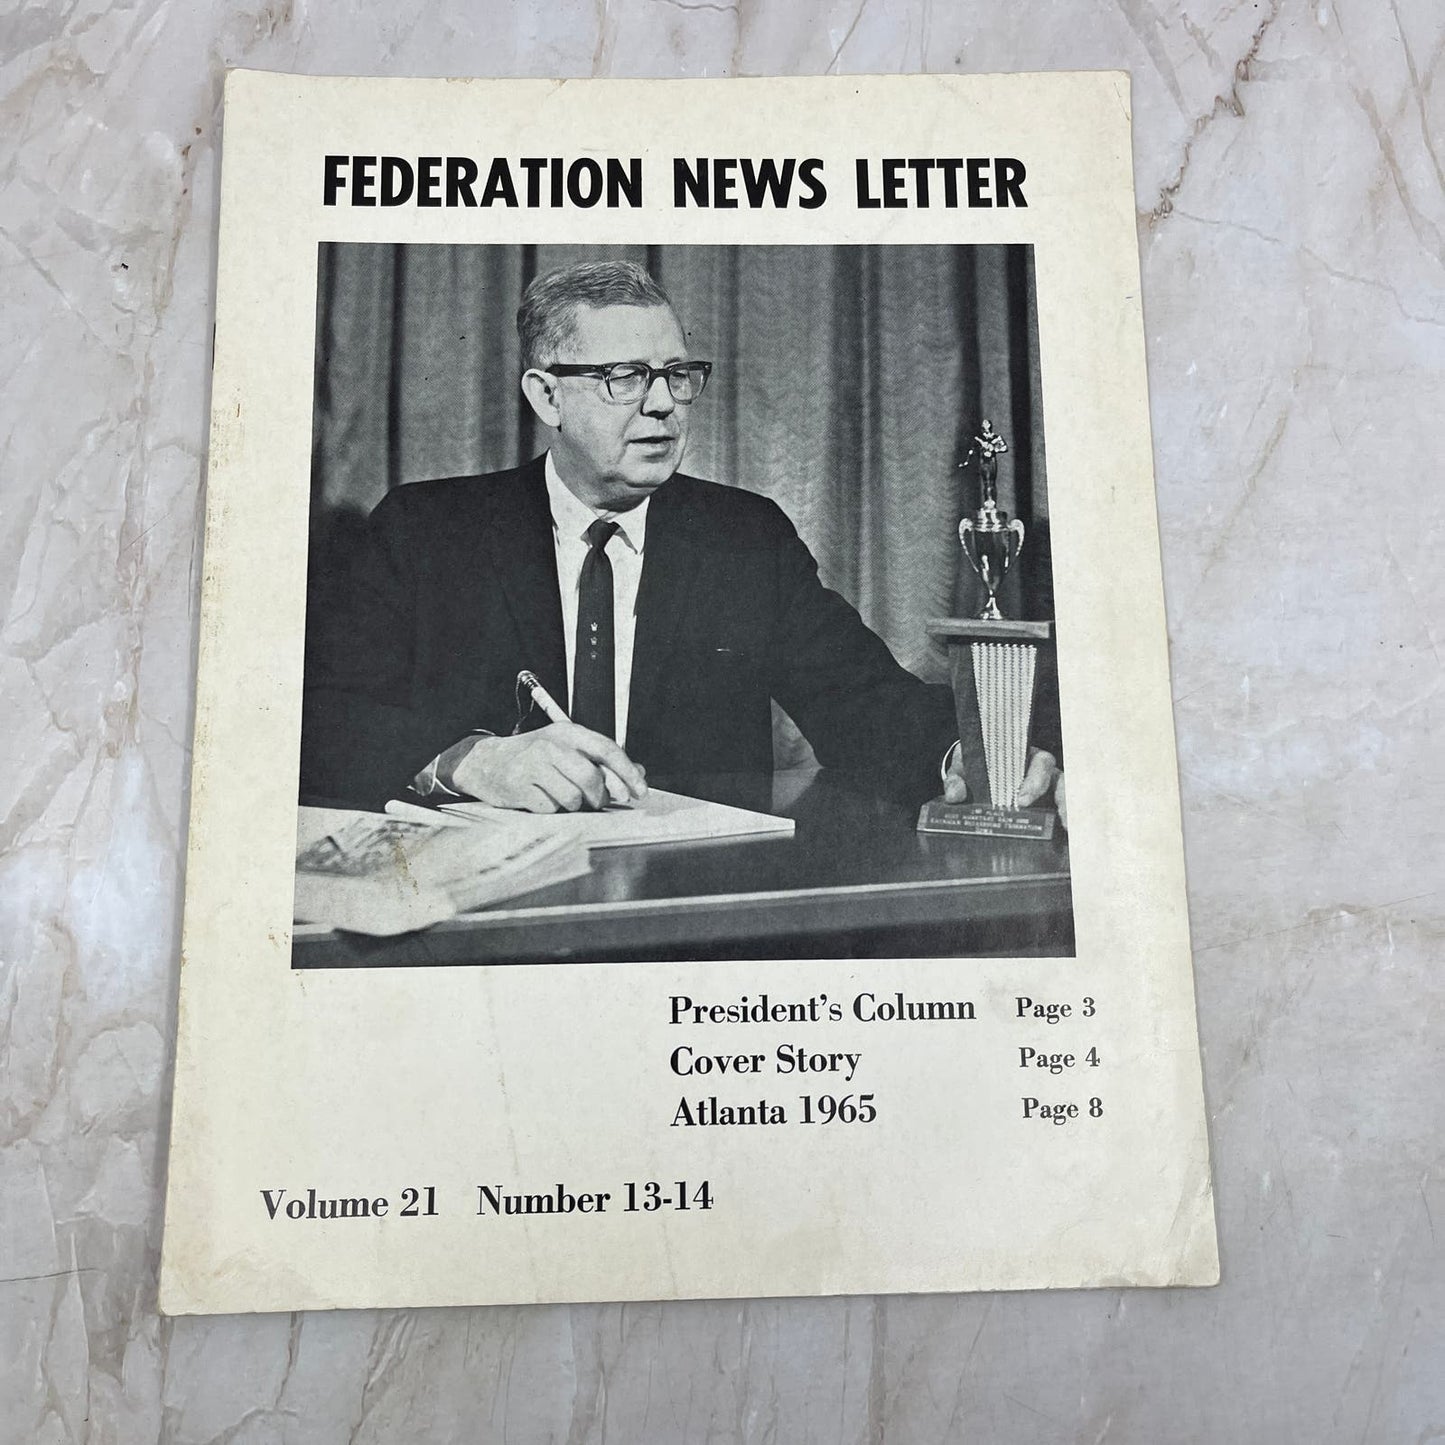 FEDERATION NEWS LETTER
President's Column Page 3
Cover Story Page 4
Atlanta 1965 Page 8
Volume 21 Number 13-14